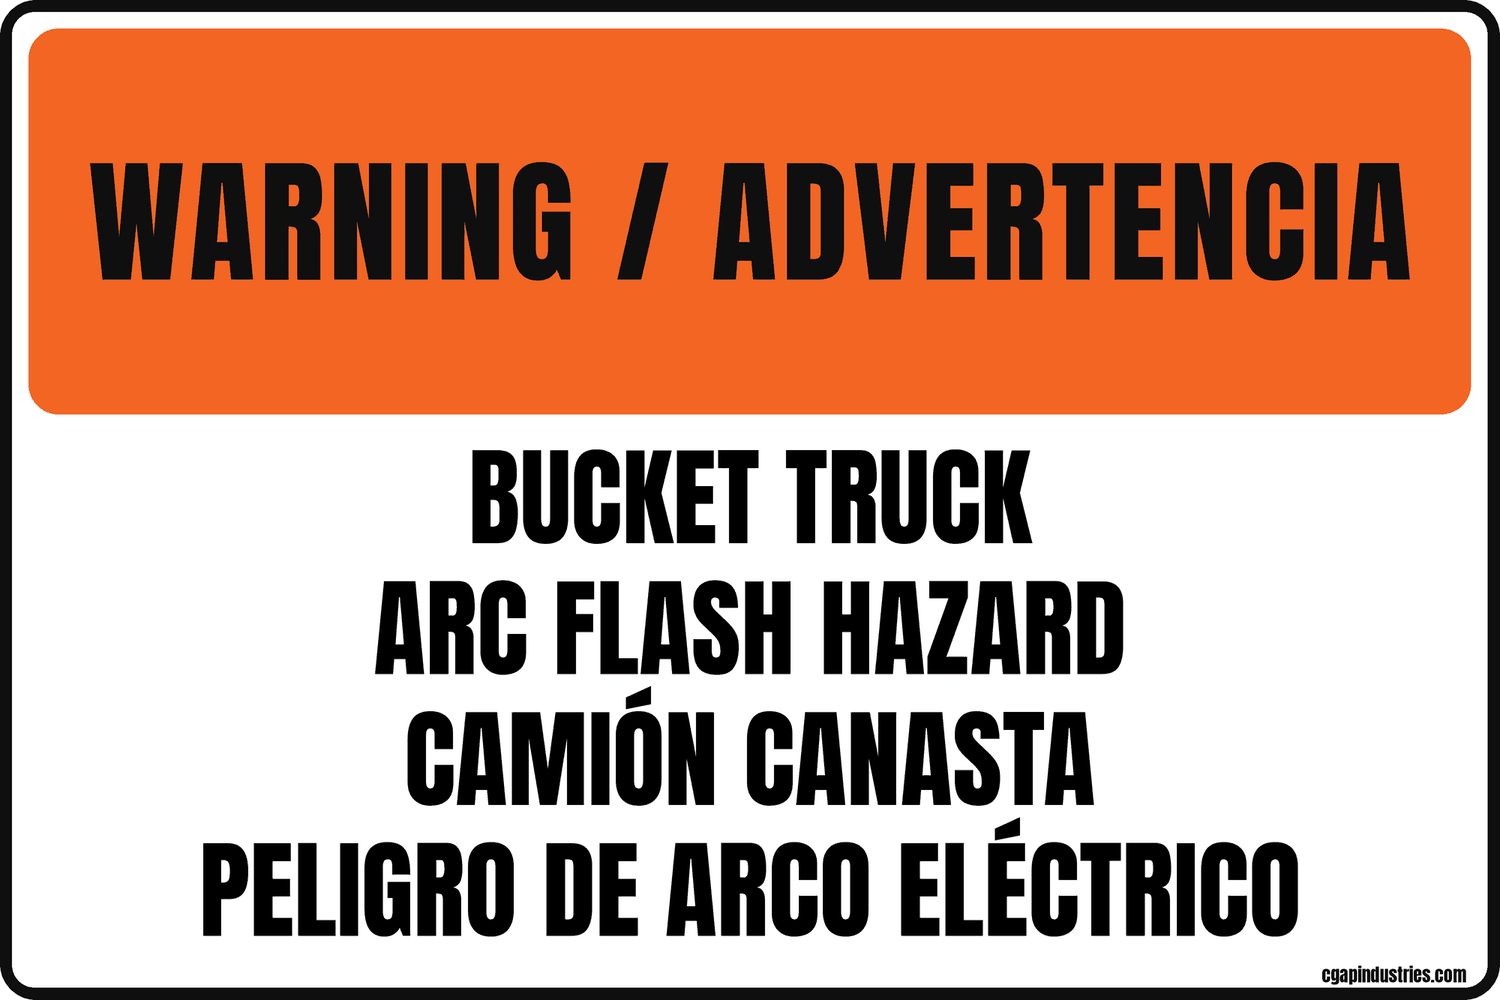 WARNING / ADVERTENCIA
BUCKET TRUCK
ARC FLASH HAZARD
CAMIÓN CANASTA
PELIGRO DE ARCO ELÉCTRICO
cgapindustries.com